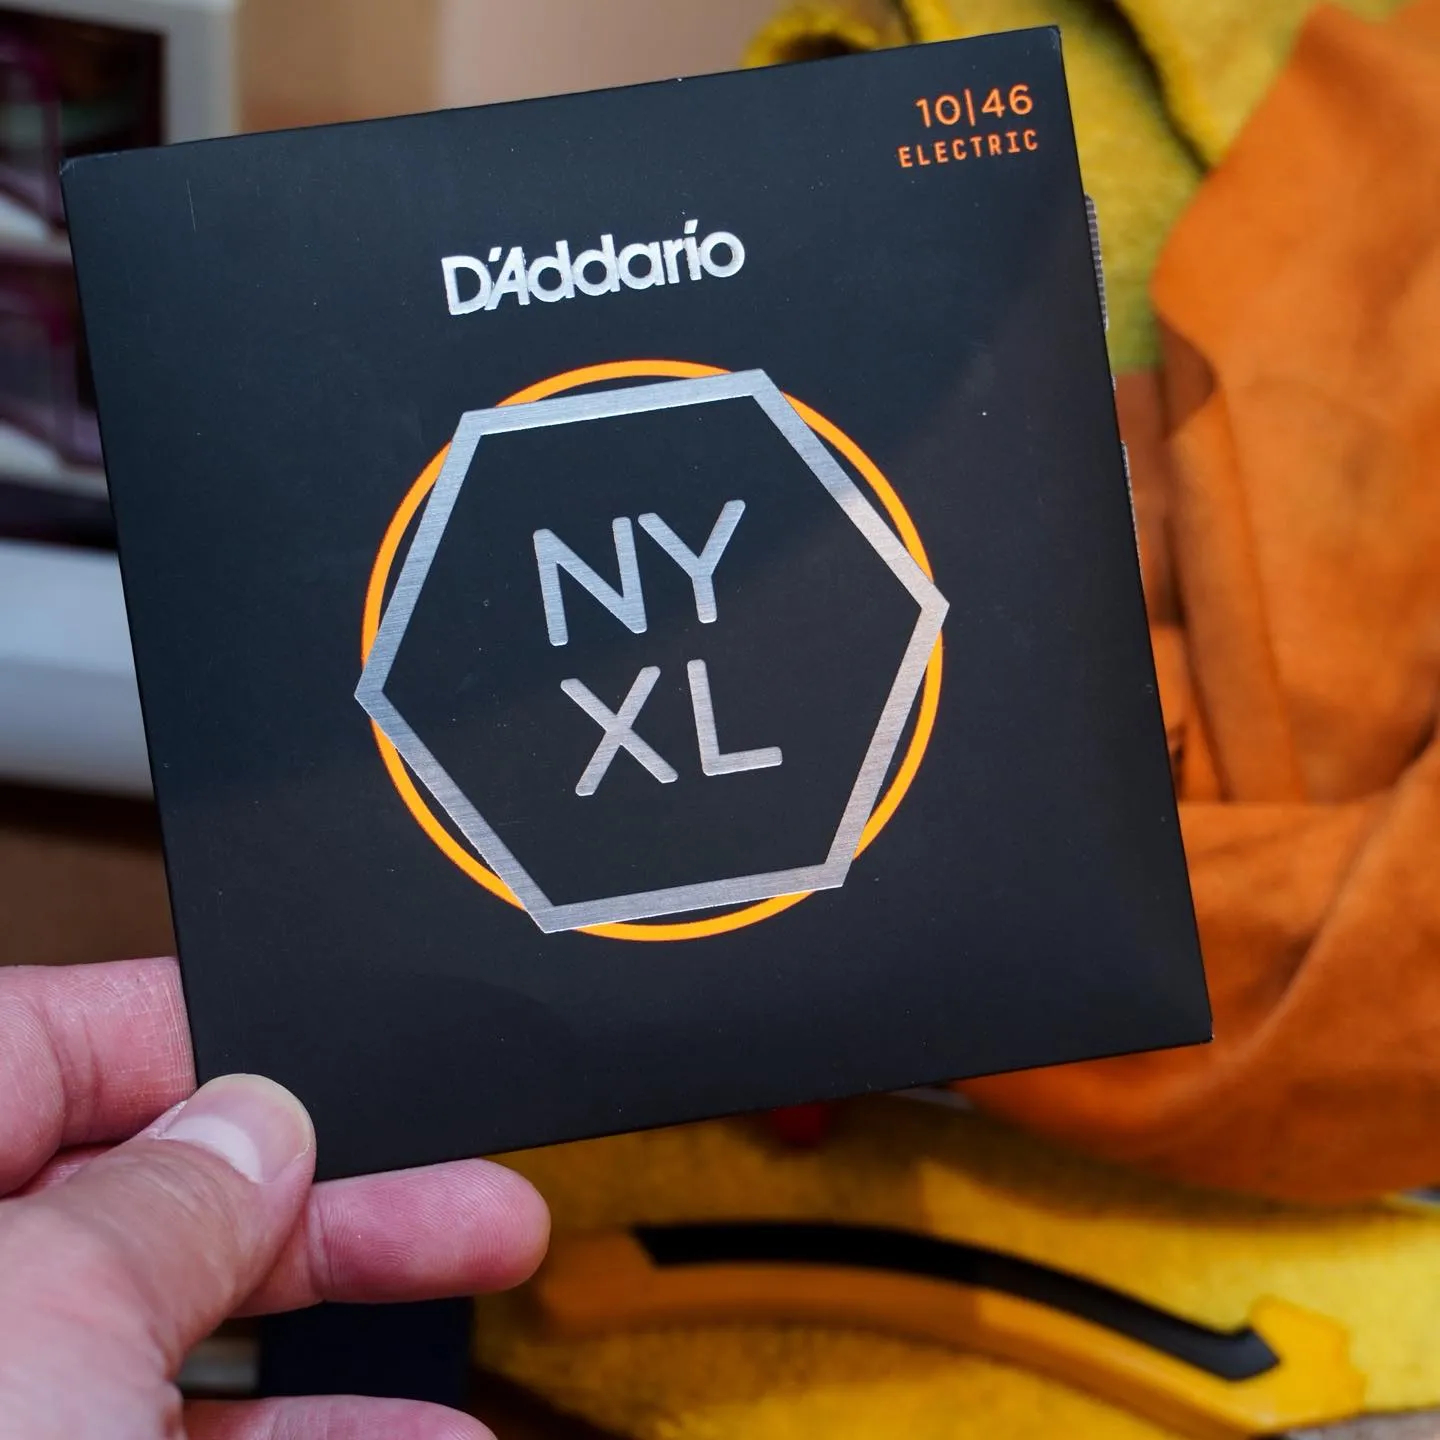 10|46
ELECTRIC
D'Addario
NY
XL